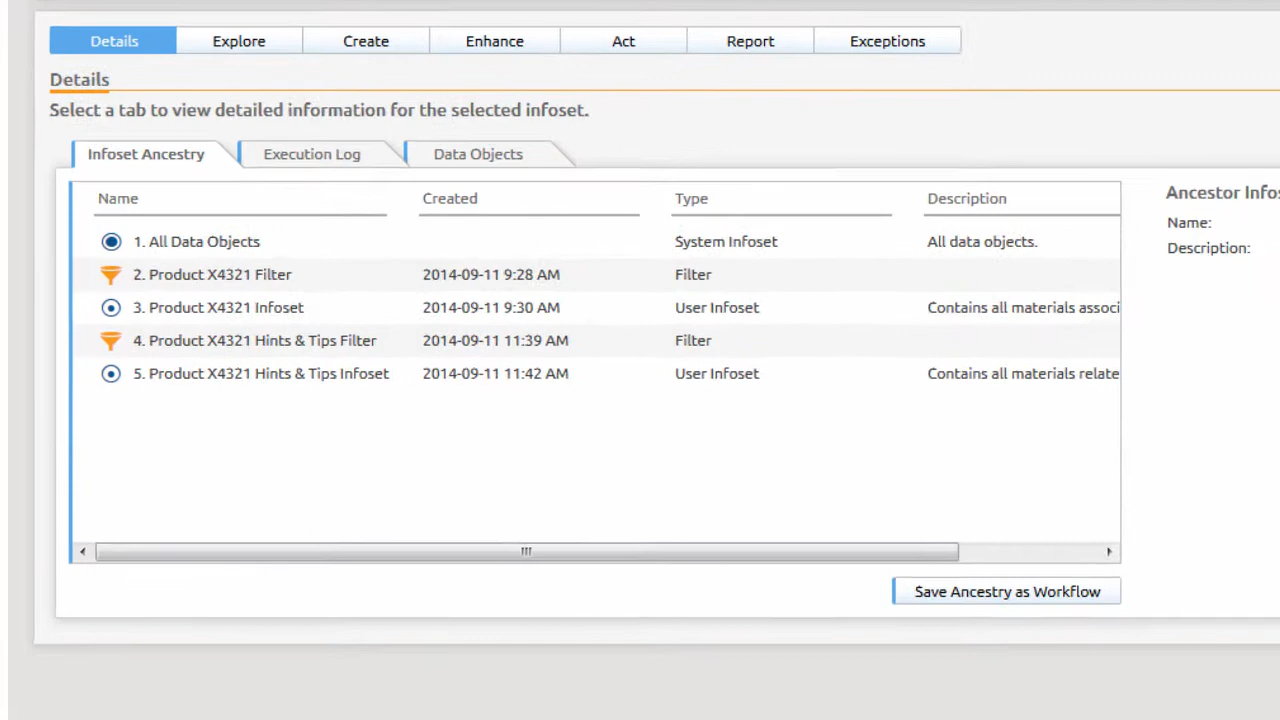 Details Explore Create Enhance Act Report Exceptions
Details
Select a tab to view detailed information for the selected infoset.
Infoset Ancestry Execution Log Data Objects
Name Created Type Description
1. All Data Objects System Infoset All data objects.
2. Product X4321 Filter 2014-09-11 9:28 AM Filter
3. Product X4321 Infoset 2014-09-11 9:30 AM User Infoset Contains all materials associ
4. Product X4321 Hints & Tips Filter 2014-09-11 11:39 AM Filter
5. Product X4321 Hints & Tips Infoset 2014-09-11 11:42 AM User Infoset Contains all materials relate
Save Ancestry as Workflow
Ancestor Infos
Name:
Description: